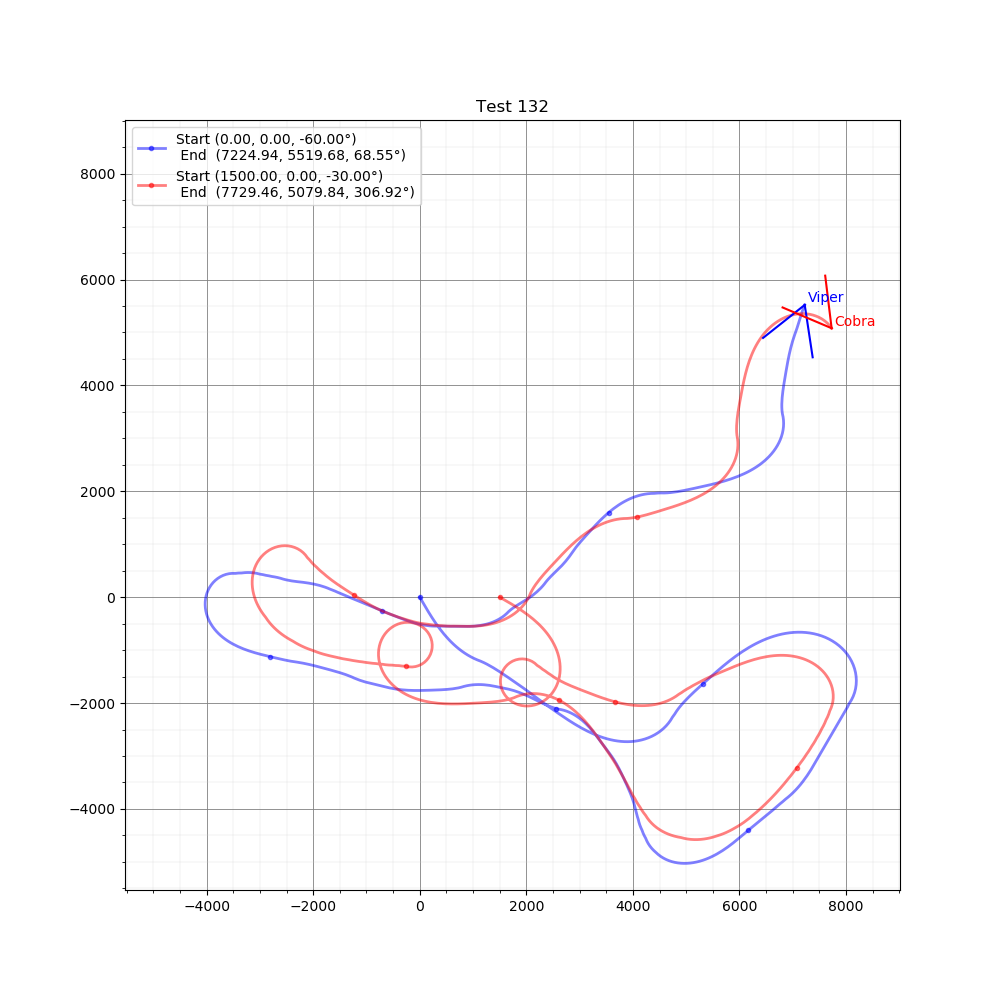 Test 132
Start (0.00, 0.00, -60.00°)
End  (7224.94, 5519.68, 68.55°)
Start (1500.00, 0.00, -30.00°)
End  (7729.46, 5079.84, 306.92°)
8000
6000
4000
2000
0
−2000
−4000
Viper
Cobra
−4000 −2000 0 2000 4000 6000 8000